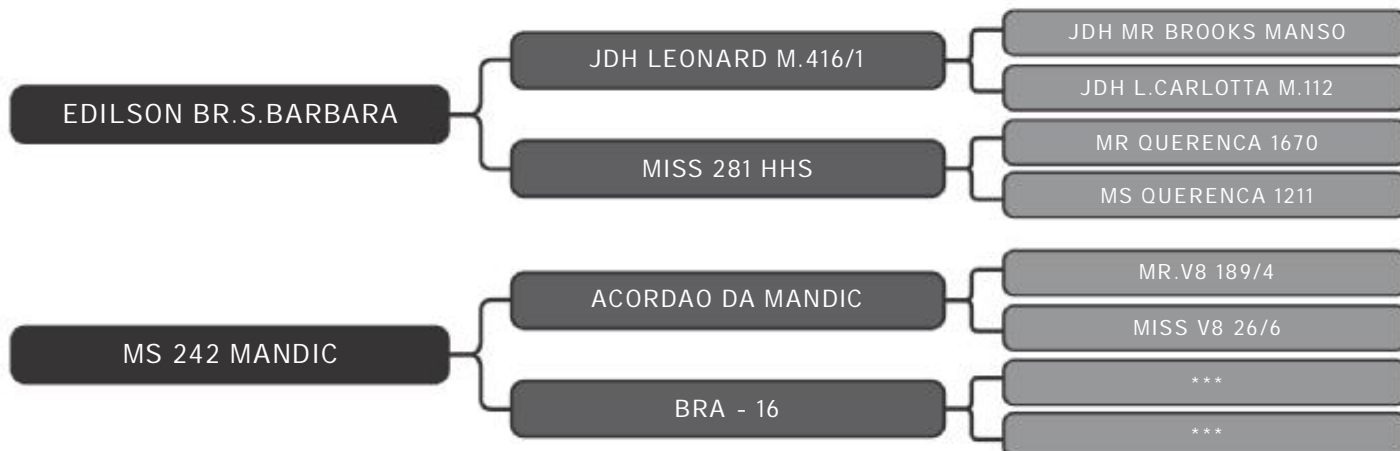 JDH MR BROOKS MANSO
JDH LEONARD M.416/1
JDH L.CARLOTTA M.112
EDILSON BR.S.BARBARA
MR QUERENCA 1670
MISS 281 HHS
MS QUERENCA 1211
MR.V8 189/4
ACORDAO DA MANDIC
MISS V8 26/6
MS 242 MANDIC
***
BRA - 16
***